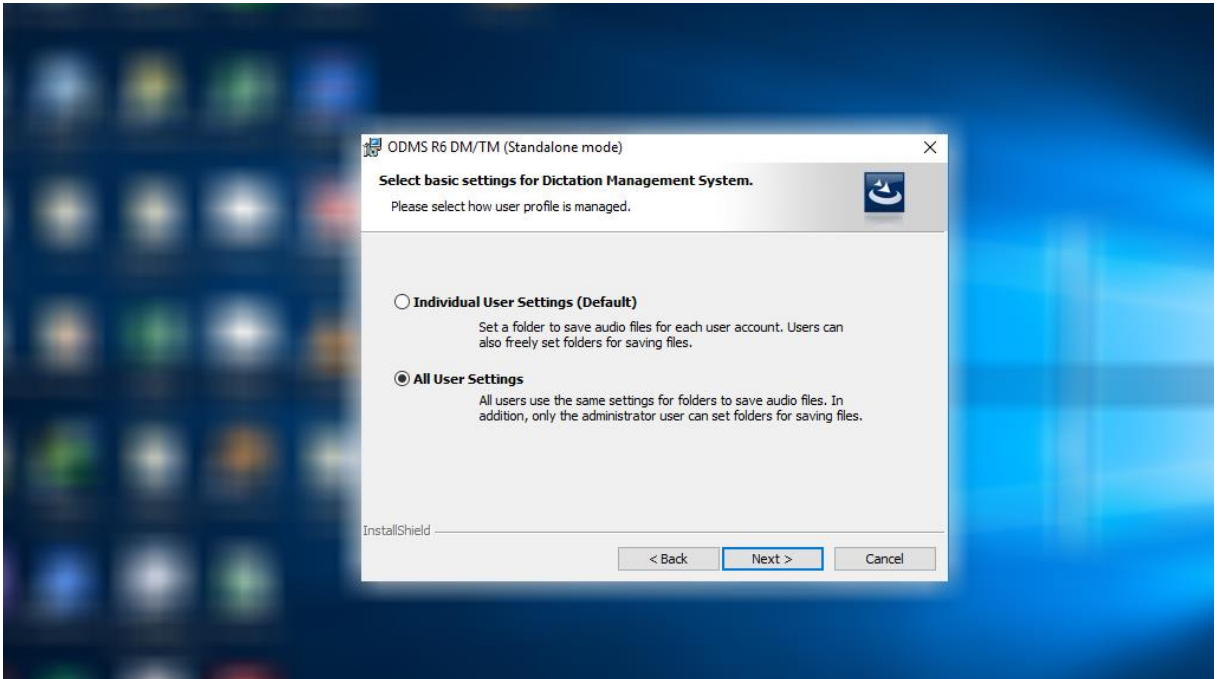 ODMS R6 DM/TM (Standalone mode)
Select basic settings for Dictation Management System.
Please select how user profile is managed.
Individual User Settings (Default)
Set a folder to save audio files for each user account. Users can
also freely set folders for saving files.
All User Settings
All users use the same settings for folders to save audio files. In
addition, only the administrator user can set folders for saving files.
InstallShield
< Back Next > Cancel